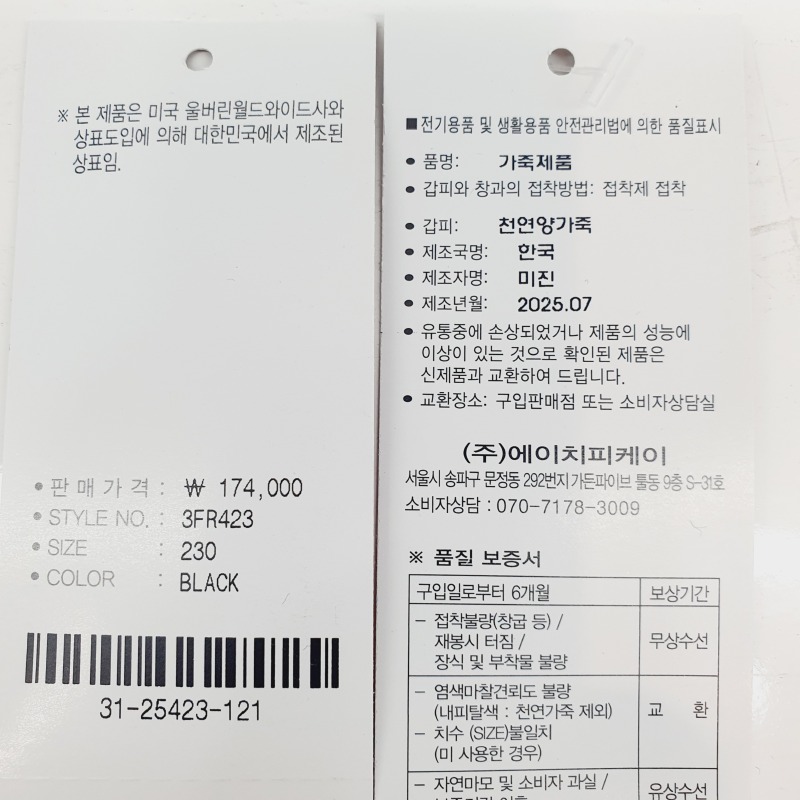 ※ 본 제품은 미국 울버린월드와이드사와
상표도입에 의해 대한민국에서 제조된
상표임.
• 판 매 가 격 : ₩ 174,000
• STYLE NO. : 3FR423
• SIZE : 230
• COLOR : BLACK
31-25423-121
■ 전기용품 및 생활용품 안전관리법에 의한 품질표시
• 품명: 가죽제품
• 갑피와 창과의 접착방법: 접착제 접착
• 갑피: 천연양가죽
• 제조국명: 한국
• 제조자명: 미진
• 제조년월: 2025.07
• 유통중에 손상되었거나 제품의 성능에
이상이 있는 것으로 확인된 제품은
신제품과 교환하여 드립니다.
• 교환장소: 구입판매점 또는 소비자상담실
(주)에이치피케이
서울시 송파구 문정동 292번지 가든파이브 툴동 9층 S-31호
소비자상담 : 070-7178-3009
※ 품질 보증서
구입일로부터 6개월 보상기간
- 접착불량(창굽 등) /
재봉시 터짐 / 무상수선
장식 및 부착물 불량
- 염색마찰견뢰도 불량
(내피탈색 : 천연가죽 제외) 교 환
- 치수 (SIZE)불일치
(미 사용한 경우)
- 자연마모 및 소비자 과실 / 유상수선